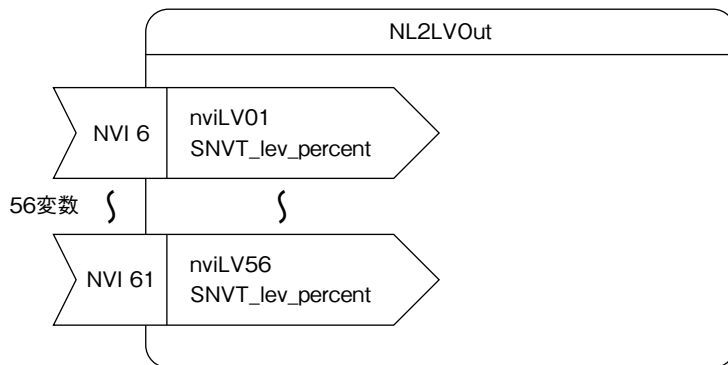 NL2LVOut
NVI 6
nviLV01
SNVT_lev_percent
56変数
NVI 61
nviLV56
SNVT_lev_percent